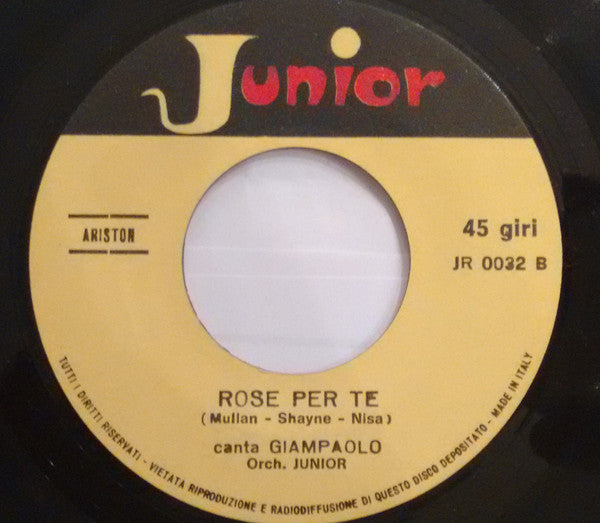 Junior
ARISTON
45 giri
JR 0032 B
ROSE PER TE
(Mullan - Shayne - Nisa)
canta GIAMPAOLO
Orch. JUNIOR
TUTTI I DIRITTI RISERVATI - VIETATA RIPRODUZIONE E RADIODIFFUSIONE DI QUESTO DISCO DEPOSITATO - MADE IN ITALY